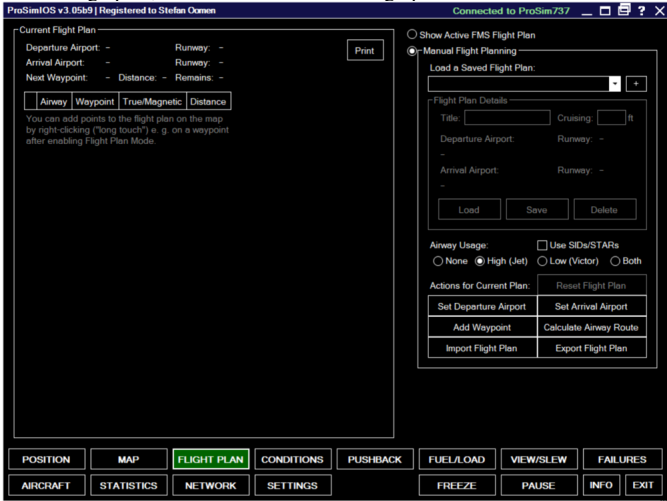 ProSimIOS v3.05b9 | Registered to Stefan Oomen
Connected to ProSim737
Current Flight Plan
Departure Airport: - Runway: -
Arrival Airport: Runway: -
Next Waypoint: - Distance: - Remains: -
Print
Airway Waypoint True/Magnetic Distance
You can add points to the flight plan on the map
by right-clicking ("long touch") e. g. on a waypoint
after enabling Flight Plan Mode.
Show Active FMS Flight Plan
Manual Flight Planning
Load a Saved Flight Plan:
+
Flight Plan Details
Title: Cruising: ft
Departure Airport: Runway: -
-
Arrival Airport: Runway: -
-
Load Save Delete
Airway Usage: Use SIDs/STARs
None High (Jet) Low (Victor) Both
Actions for Current Plan: Reset Flight Plan
Set Departure Airport Set Arrival Airport
Add Waypoint Calculate Airway Route
Import Flight Plan Export Flight Plan
POSITION MAP FLIGHT PLAN CONDITIONS PUSHBACK FUEL/LOAD VIEW/SLEW FAILURES
AIRCRAFT STATISTICS NETWORK SETTINGS FREEZE PAUSE INFO EXIT